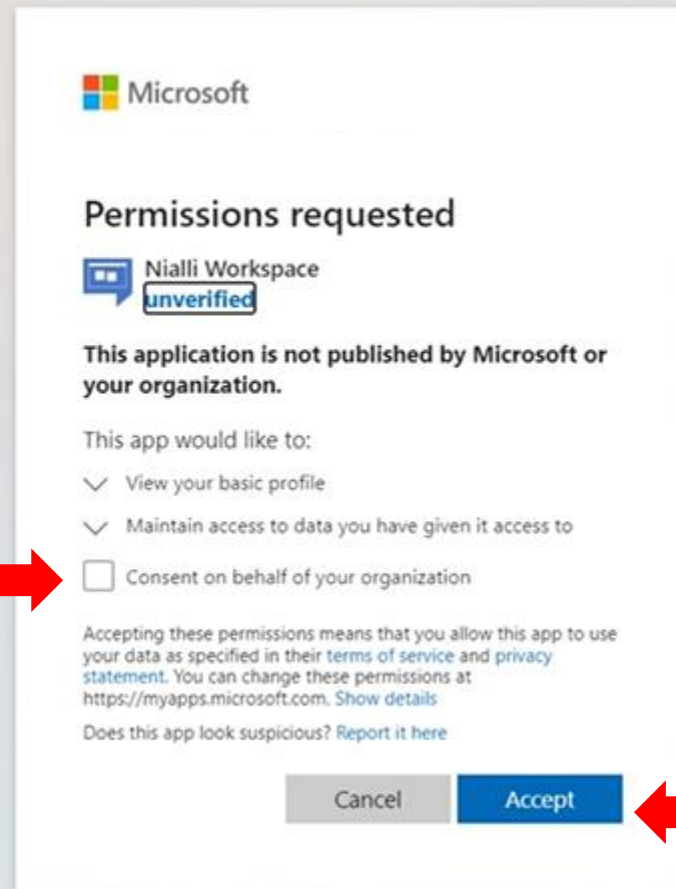 Microsoft
Permissions requested
Nialli Workspace
unverified
This application is not published by Microsoft or
your organization.
This app would like to:
View your basic profile
Maintain access to data you have given it access to
Consent on behalf of your organization
Accepting these permissions means that you allow this app to use
your data as specified in their terms of service and privacy
statement. You can change these permissions at
https://myapps.microsoft.com. Show details
Does this app look suspicious? Report it here
Cancel Accept